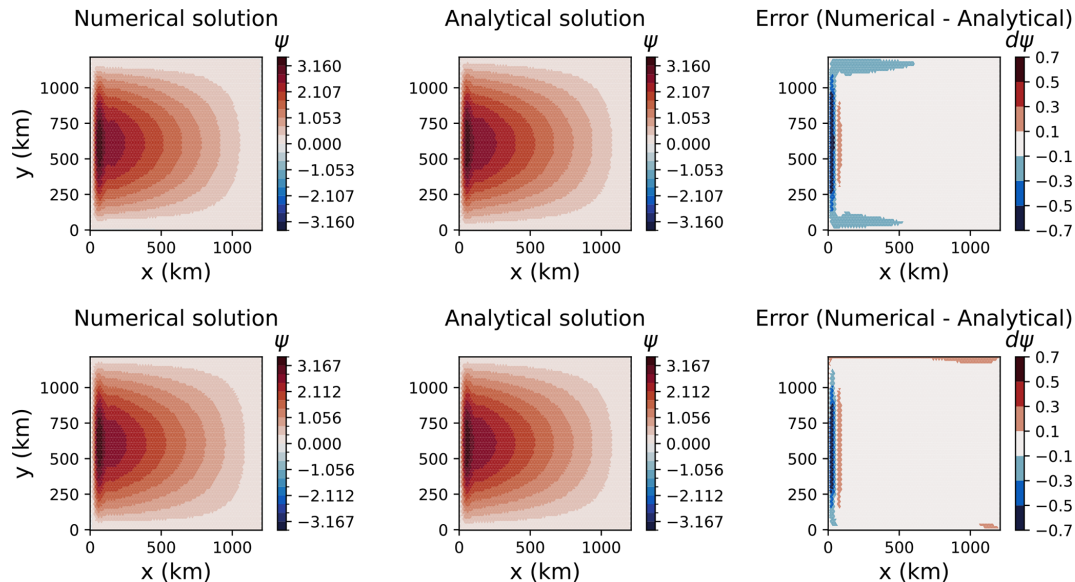 Numerical solution
ψ
3.160
2.107
1.053
0.000
−1.053
−2.107
−3.160
1000
750
500
250
0
y (km)
0 500 1000
x (km)
Analytical solution
ψ
3.160
2.107
1.053
0.000
−1.053
−2.107
−3.160
1000
750
500
250
0
0 500 1000
x (km)
Error (Numerical - Analytical)
dψ
0.7
0.5
0.3
0.1
−0.1
−0.3
−0.5
−0.7
1000
750
500
250
0
0 500 1000
x (km)
Numerical solution
ψ
3.167
2.112
1.056
0.000
−1.056
−2.112
−3.167
1000
750
500
250
0
y (km)
0 500 1000
x (km)
Analytical solution
ψ
3.167
2.112
1.056
0.000
−1.056
−2.112
−3.167
1000
750
500
250
0
0 500 1000
x (km)
Error (Numerical - Analytical)
dψ
0.7
0.5
0.3
0.1
−0.1
−0.3
−0.5
−0.7
1000
750
500
250
0
0 500 1000
x (km)